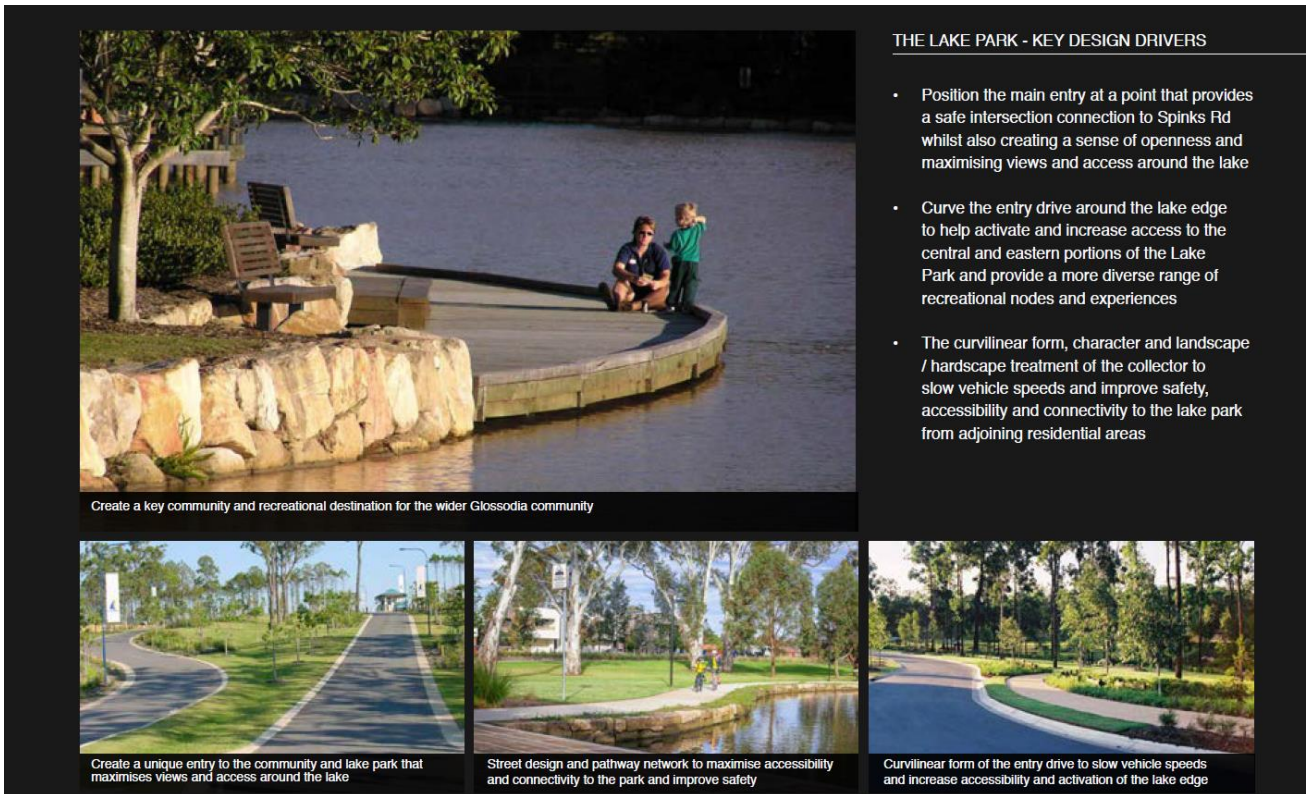 THE LAKE PARK - KEY DESIGN DRIVERS
• Position the main entry at a point that provides
a safe intersection connection to Spinks Rd
whilst also creating a sense of openness and
maximising views and access around the lake
• Curve the entry drive around the lake edge
to help activate and increase access to the
central and eastern portions of the Lake
Park and provide a more diverse range of
recreational nodes and experiences
• The curvilinear form, character and landscape
/ hardscape treatment of the collector to
slow vehicle speeds and improve safety,
accessibility and connectivity to the lake park
from adjoining residential areas
Create a key community and recreational destination for the wider Glossodia community
Create a unique entry to the community and lake park that
maximises views and access around the lake
Street design and pathway network to maximise accessibility
and connectivity to the park and improve safety
Curvilinear form of the entry drive to slow vehicle speeds
and increase accessibility and activation of the lake edge